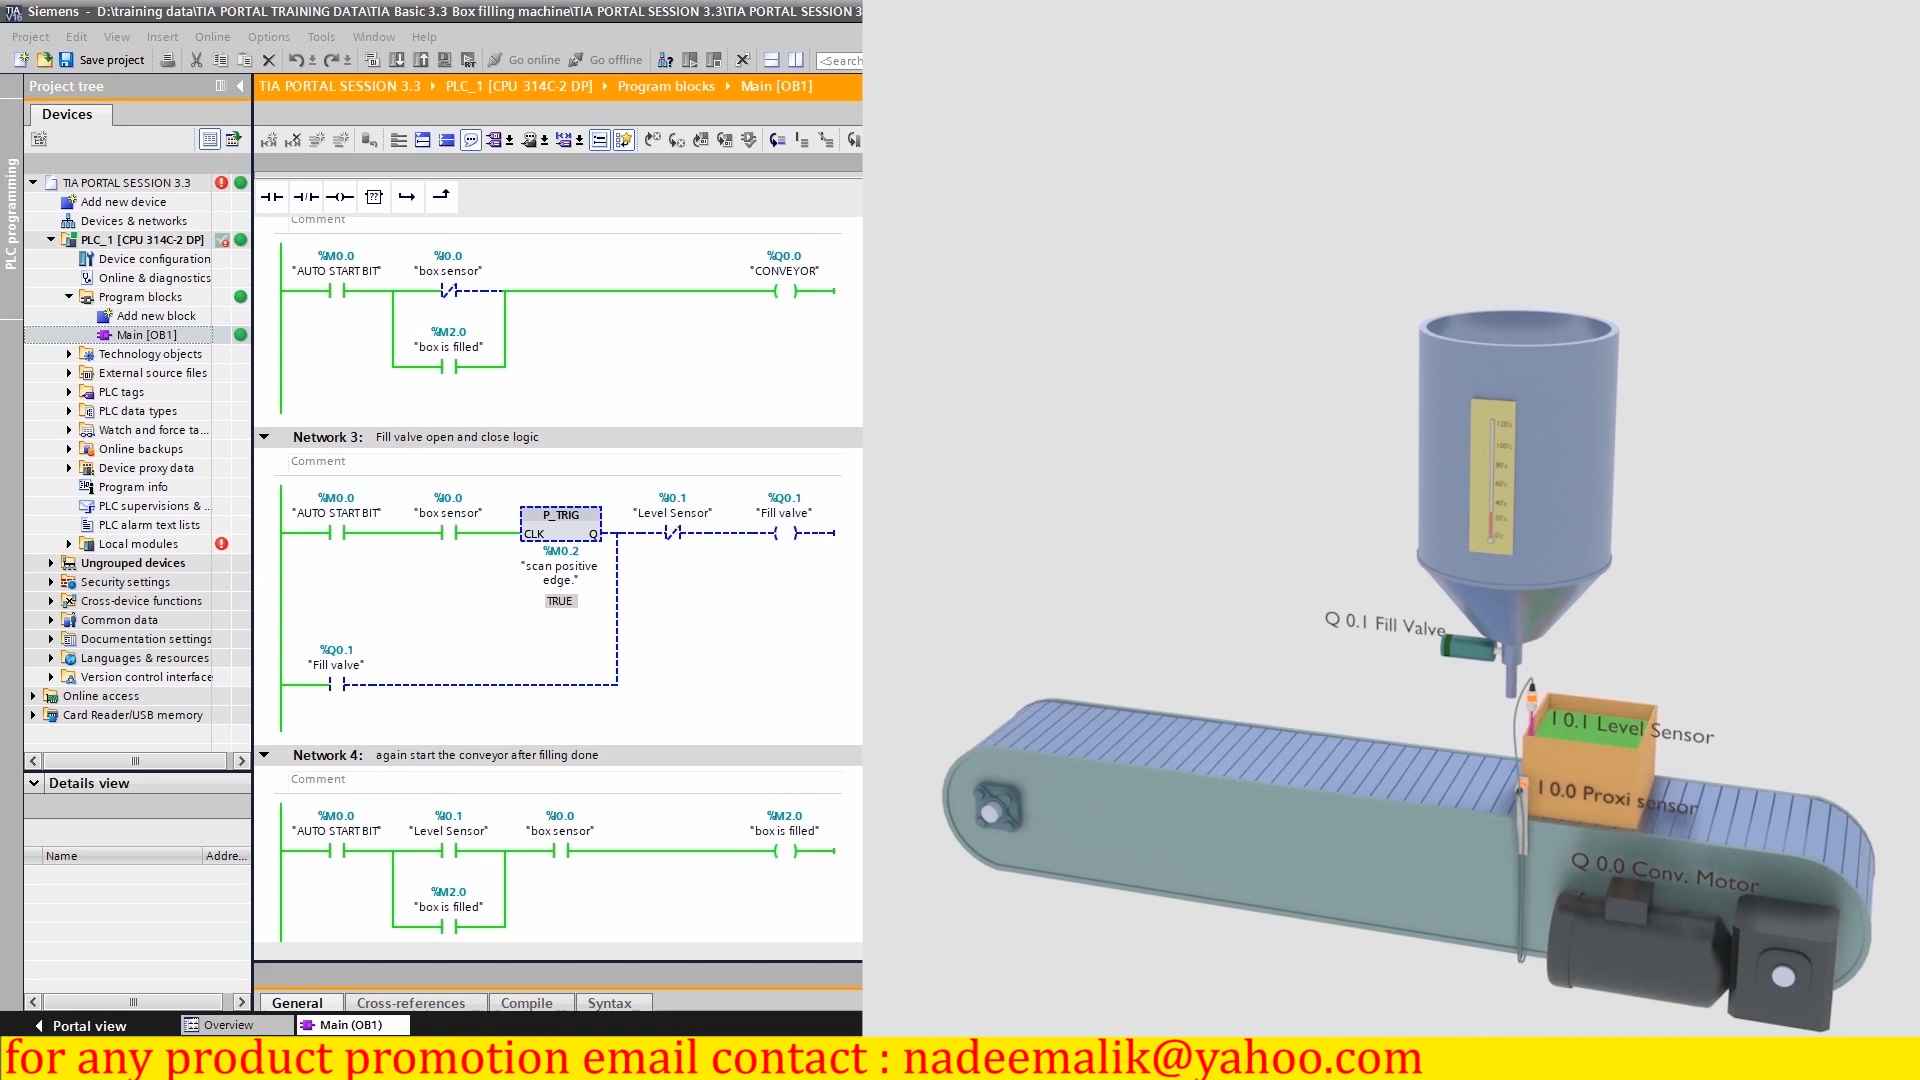 Siemens - D:\training data\TIA PORTAL TRAINING DATA\TIA Basic 3.3 Box filling machine\TIA PORTAL SESSION 3.3\TIA PORTAL SESSION 3
Project Edit View Insert Online Options Tools Window Help
Save project Go online Go offline <Search
Project tree
TIA PORTAL SESSION 3.3 PLC_1 [CPU 314C-2 DP] Program blocks Main [OB1]
Devices
PLC programming
TIA PORTAL SESSION 3.3
Add new device
Devices & networks
PLC_1 [CPU 314C-2 DP]
Device configuration
Online & diagnostics
Program blocks
Add new block
Main [OB1]
Technology objects
External source files
PLC tags
PLC data types
Watch and force ta...
Online backups
Device proxy data
Program info
PLC supervisions & ..
PLC alarm text lists
Local modules
Ungrouped devices
Security settings
Cross-device functions
Common data
Documentation settings
Languages & resources
Version control interface
Online access
Card Reader/USB memory
Details view
Name Addre...
Portal view
Overview
Main (OB1)
Comment
%M0.0 %I0.0 %Q0.0
"AUTO START BIT" "box sensor" "CONVEYOR"
%M2.0
"box is filled"
Network 3: Fill valve open and close logic
Comment
%M0.0 %I0.0 %I0.1 %Q0.1
"AUTO START BIT" "box sensor" P_TRIG "Level Sensor" "Fill valve"
CLK Q
%M0.2
"scan positive
edge."
TRUE
%Q0.1
"Fill valve"
Network 4: again start the conveyor after filling done
Comment
%M0.0 %I0.1 %I0.0 %M2.0
"AUTO START BIT" "Level Sensor" "box sensor" "box is filled"
%M2.0
"box is filled"
General Cross-references Compile Syntax
120°c
100°c
80°c
60°c
40°c
20°c
0°c
Q 0.1 Fill Valve
I 0.1 Level Sensor
I 0.0 Proxi sensor
Q 0.0 Conv. Motor
for any product promotion email contact : nadeemalik@yahoo.com